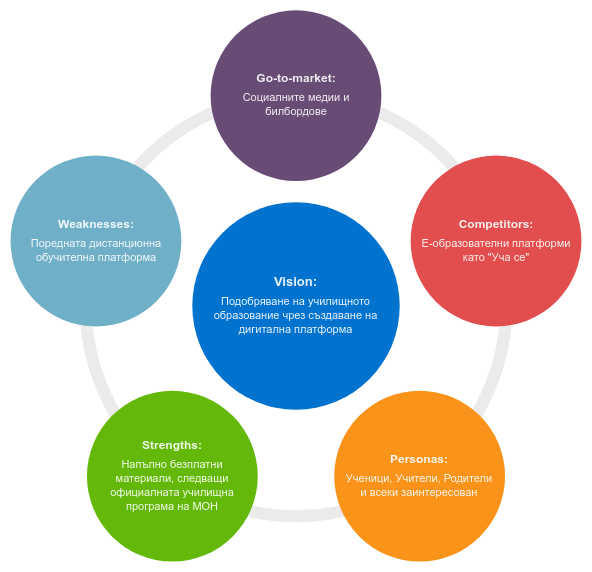 Go-to-market:
Социалните медии и
билбордове
Weaknesses:
Поредната дистанционна
обучителна платформа
Competitors:
Е-образователни платформи
като "Уча се"
Vision:
Подобряване на училищното
образование чрез създаване на
дигитална платформа
Strengths:
Напълно безплатни
материали, следващи
официалната училищна
програма на МОН
Personas:
Ученици, Учители, Родители
и всеки заинтересован